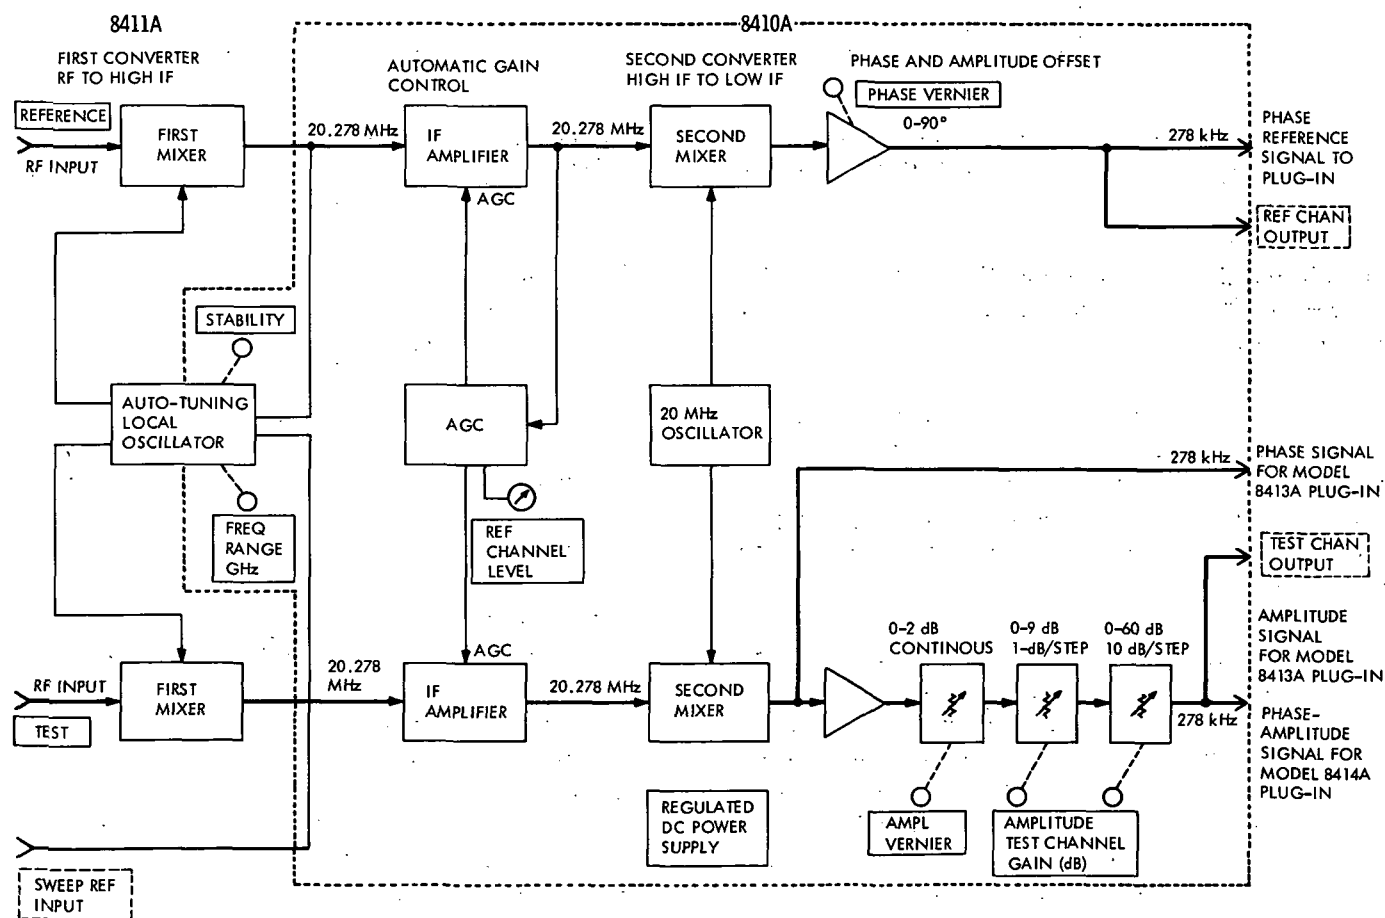 8411A
8410A
FIRST CONVERTER
RF TO HIGH IF
AUTOMATIC GAIN
CONTROL
SECOND CONVERTER
HIGH IF TO LOW IF
PHASE AND AMPLITUDE OFFSET
PHASE VERNIER
0-90°
REFERENCE
RF INPUT
FIRST
MIXER
20.278 MHz
IF
AMPLIFIER
AGC
20.278 MHz
SECOND
MIXER
278 kHz
PHASE
REFERENCE
SIGNAL TO
PLUG-IN
REF CHAN
OUTPUT
STABILITY
AUTO-TUNING
LOCAL
OSCILLATOR
FREQ
RANGE
GHz
AGC
REF
CHANNEL
LEVEL
20 MHz
OSCILLATOR
278 kHz
PHASE SIGNAL
FOR MODEL
8413A PLUG-IN
TEST CHAN
OUTPUT
RF INPUT
TEST
FIRST
MIXER
20.278
MHz
AGC
IF
AMPLIFIER
20.278 MHz
SECOND
MIXER
0-2 dB
CONTINOUS
0-9 dB
1-dB/STEP
0-60 dB
10 dB/STEP
278 kHz
AMPLITUDE
SIGNAL
FOR MODEL
8413A PLUG-IN
PHASE-
AMPLITUDE
SIGNAL FOR
MODEL 8414A
PLUG-IN
REGULATED
DC POWER
SUPPLY
AMPL
VERNIER
AMPLITUDE
TEST CHANNEL
GAIN (dB)
SWEEP REF
INPUT